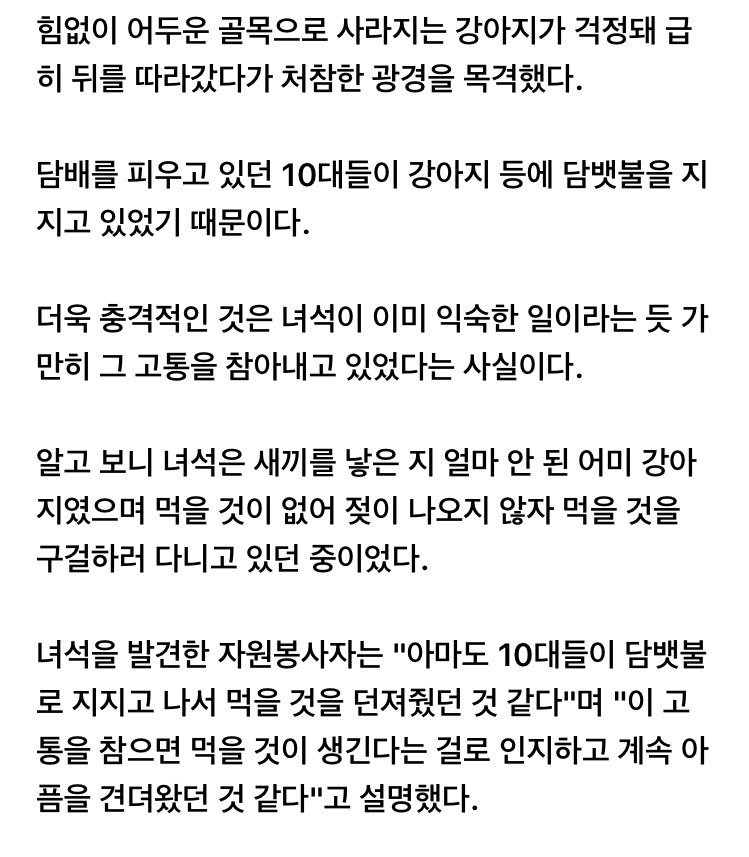 힘없이 어두운 골목으로 사라지는 강아지가 걱정돼 급
히 뒤를 따라갔다가 처참한 광경을 목격했다.
담배를 피우고 있던 10대들이 강아지 등에 담뱃불을 지
지고 있었기 때문이다.
더욱 충격적인 것은 녀석이 이미 익숙한 일이라는 듯 가
만히 그 고통을 참아내고 있었다는 사실이다.
알고 보니 녀석은 새끼를 낳은 지 얼마 안 된 어미 강아
지였으며 먹을 것이 없어 젖이 나오지 않자 먹을 것을
구걸하러 다니고 있던 중이었다.
녀석을 발견한 자원봉사자는 "아마도 10대들이 담뱃불
로 지지고 나서 먹을 것을 던져줬던 것 같다"며 "이 고
통을 참으면 먹을 것이 생긴다는 걸로 인지하고 계속 아
픔을 견뎌왔던 것 같다"고 설명했다.